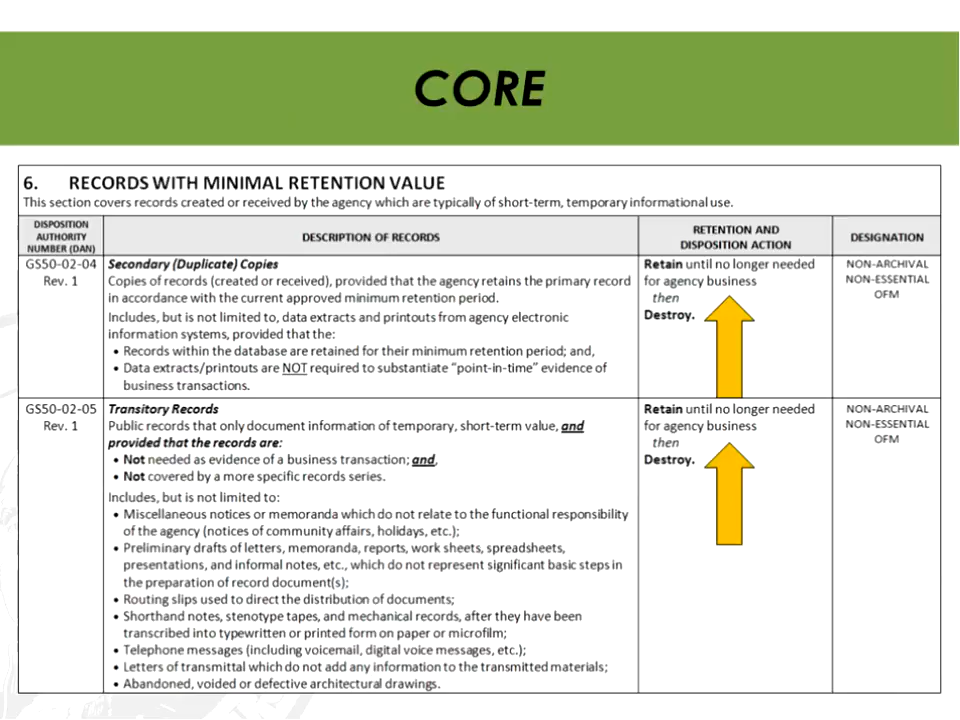 CORE
6. RECORDS WITH MINIMAL RETENTION VALUE
This section covers records created or received by the agency which are typically of short-term, temporary informational use.
DISPOSITION
AUTHORITY
NUMBER (DAN)
DESCRIPTION OF RECORDS
RETENTION AND
DISPOSITION ACTION
DESIGNATION
GS50-02-04
Rev. 1
Secondary (Duplicate) Copies
Copies of records (created or received), provided that the agency retains the primary record
in accordance with the current approved minimum retention period.
Includes, but is not limited to, data extracts and printouts from agency electronic
information systems, provided that the:
• Records within the database are retained for their minimum retention period; and,
• Data extracts/printouts are NOT required to substantiate “point-in-time” evidence of
business transactions.
Retain until no longer needed
for agency business
then
Destroy.
NON-ARCHIVAL
NON-ESSENTIAL
OFM
GS50-02-05
Rev. 1
Transitory Records
Public records that only document information of temporary, short-term value, and
provided that the records are:
• Not needed as evidence of a business transaction; and,
• Not covered by a more specific records series.
Includes, but is not limited to:
• Miscellaneous notices or memoranda which do not relate to the functional responsibility
of the agency (notices of community affairs, holidays, etc.);
• Preliminary drafts of letters, memoranda, reports, work sheets, spreadsheets,
presentations, and informal notes, etc., which do not represent significant basic steps in
the preparation of record document(s);
• Routing slips used to direct the distribution of documents;
• Shorthand notes, stenotype tapes, and mechanical records, after they have been
transcribed into typewritten or printed form on paper or microfilm;
• Telephone messages (including voicemail, digital voice messages, etc.);
• Letters of transmittal which do not add any information to the transmitted materials;
• Abandoned, voided or defective architectural drawings.
Retain until no longer needed
for agency business
then
Destroy.
NON-ARCHIVAL
NON-ESSENTIAL
OFM